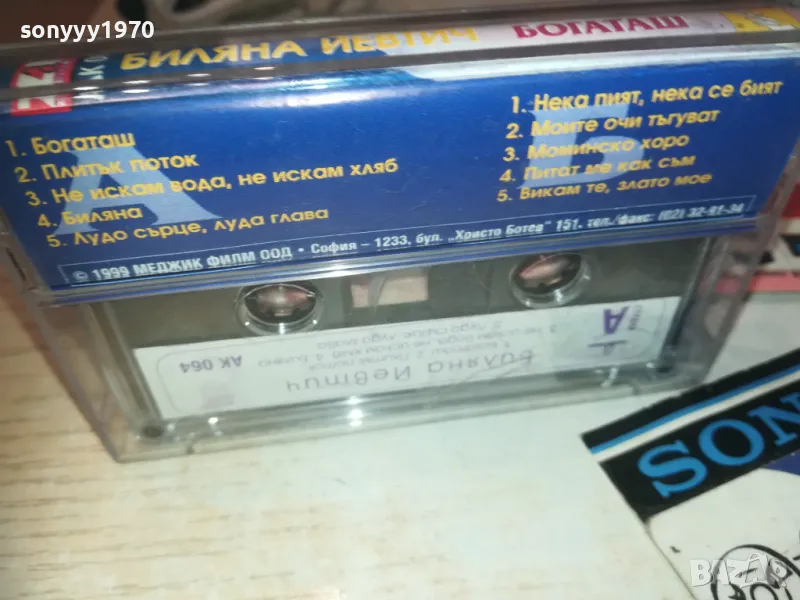 sonyyy1970
БИЛЯНА ЙЕВТИЧ БОГАТАШ
А
1. Богаташ
2. Плитък поток
3. Не искам вода, не искам хляб
4. Биляна
5. Лудо сърце, луда глава
Б
1. Нека пият, нека се бият
2. Моите очи тъгуват
3. Моминско хоро
4. Питат ме как съм
5. Викам те, злато мое
© 1999 МЕДЖИК ФИЛМ ООД • София – 1233, бул. „Христо Ботев" 151, тел./факс: (02) 32-81-34
A
Биляна Йевтич
АК 064
SON
bazar